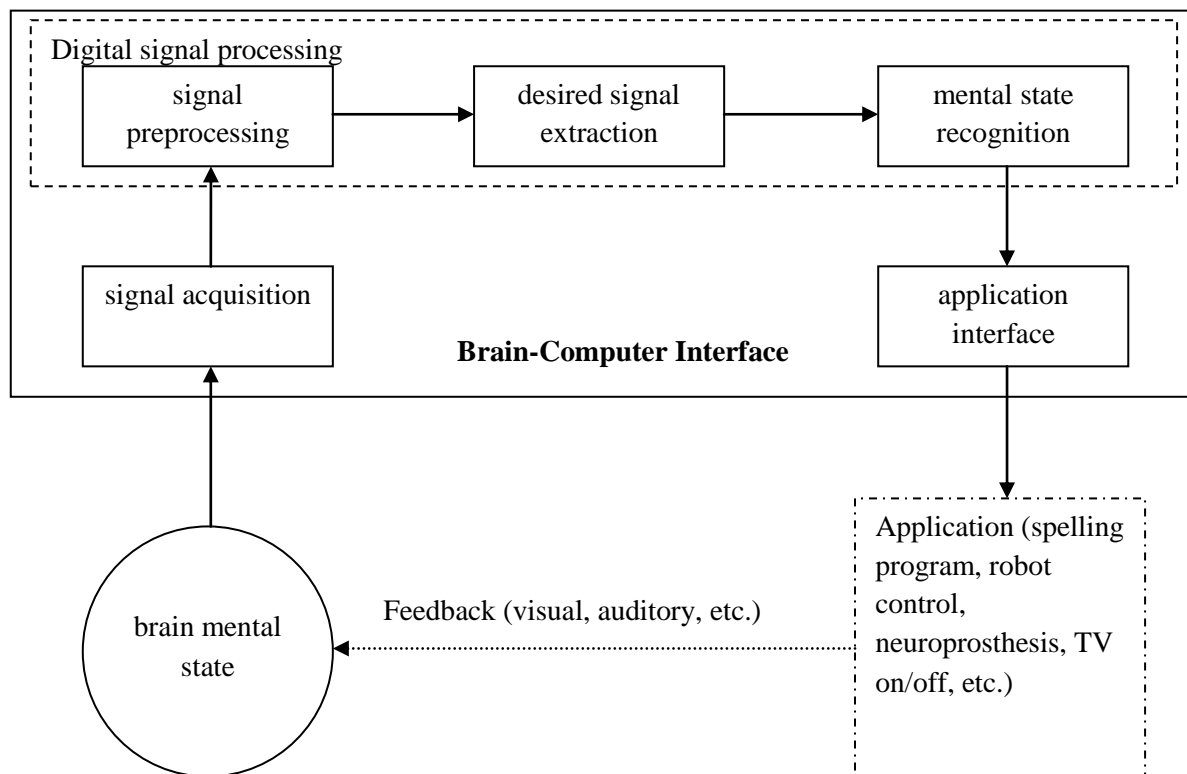 Digital signal processing
signal
preprocessing
desired signal
extraction
mental state
recognition
signal acquisition
application
interface
Brain-Computer Interface
Application (spelling
program, robot
control,
neuroprosthesis, TV
on/off, etc.)
Feedback (visual, auditory, etc.)
brain mental
state